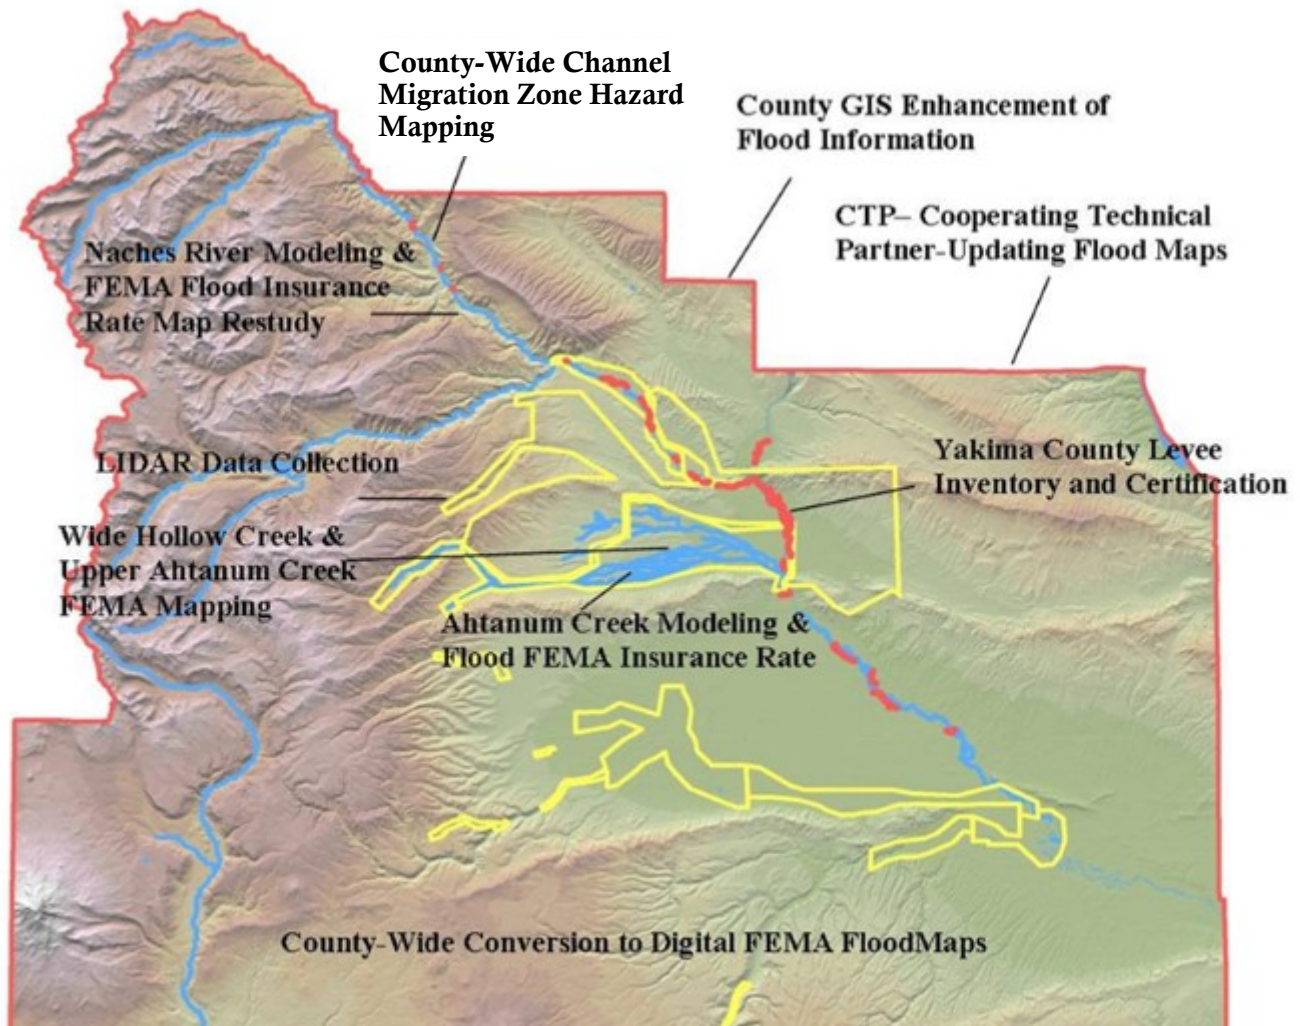 County-Wide Channel
Migration Zone Hazard
Mapping
County GIS Enhancement of
Flood Information
CTP– Cooperating Technical
Partner-Updating Flood Maps
Naches River Modeling &
FEMA Flood Insurance
Rate Map Restudy
LIDAR Data Collection
Yakima County Levee
Inventory and Certification
Wide Hollow Creek &
Upper Ahtanum Creek
FEMA Mapping
Ahtanum Creek Modeling &
Flood FEMA Insurance Rate
County-Wide Conversion to Digital FEMA FloodMaps